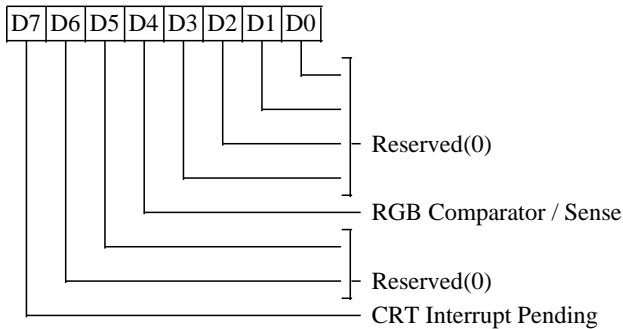 D7 D6 D5 D4 D3 D2 D1 D0
Reserved(0)
RGB Comparator / Sense
Reserved(0)
CRT Interrupt Pending